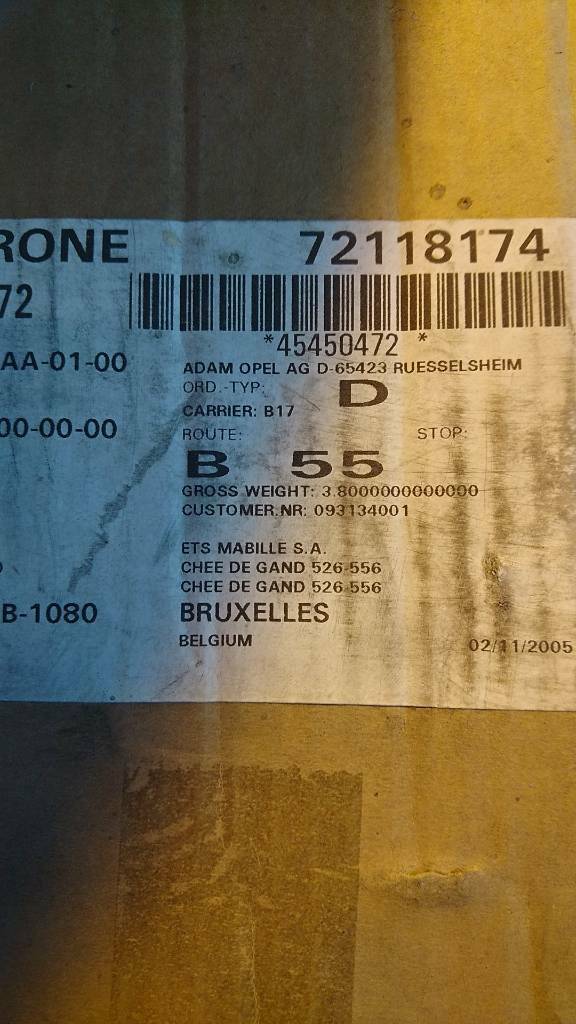 RONE 72118174
72
*45450472 *
AA-01-00
ADAM OPEL AG D-65423 RUESSELSHEIM
ORD.-TYP: D
CARRIER: B17
00-00-00
ROUTE: STOP:
B 55
GROSS WEIGHT: 3.8000000000000
CUSTOMER.NR: 093134001
ETS MABILLE S.A.
CHEE DE GAND 526-556
CHEE DE GAND 526-556
B-1080 BRUXELLES
BELGIUM 02/11/2005